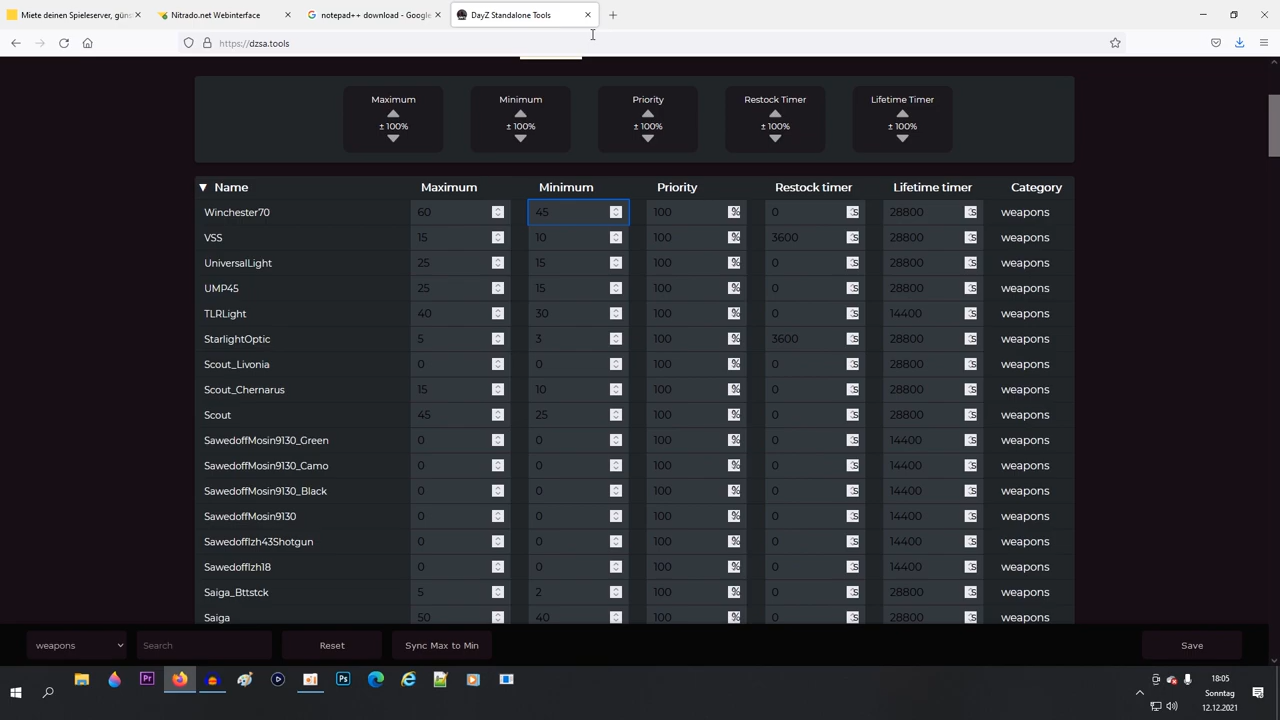 Miete deinen Spieleserver, güns
Nitrado.net Webinterface
notepad++ download - Google
DayZ Standalone Tools
https://dzsa.tools
Maximum Minimum Priority Restock Timer Lifetime Timer
± 100% ± 100% ± 100% ± 100% ± 100%
▼ Name Maximum Minimum Priority Restock timer Lifetime timer Category
Winchester70 60 45 100 % 0 s 28800 s weapons
VSS 15 10 100 % 3600 s 28800 s weapons
UniversalLight 25 15 100 % 0 s 28800 s weapons
UMP45 25 15 100 % 0 s 28800 s weapons
TLRLight 40 30 100 % 0 s 14400 s weapons
StarlightOptic 5 3 100 % 3600 s 28800 s weapons
Scout_Livonia 0 0 100 % 0 s 28800 s weapons
Scout_Chernarus 15 10 100 % 0 s 28800 s weapons
Scout 45 25 100 % 0 s 28800 s weapons
SawedoffMosin9130_Green 0 0 100 % 0 s 14400 s weapons
SawedoffMosin9130_Camo 0 0 100 % 0 s 14400 s weapons
SawedoffMosin9130_Black 0 0 100 % 0 s 14400 s weapons
SawedoffMosin9130 0 0 100 % 0 s 14400 s weapons
SawedoffIzh43Shotgun 0 0 100 % 0 s 14400 s weapons
SawedoffIzh18 0 0 100 % 0 s 14400 s weapons
Saiga_Bttstck 5 2 100 % 0 s 28800 s weapons
Saiga 50 40 100 % 0 s 28800 s weapons
weapons Search Reset Sync Max to Min Save
Pr Ps
18:05
Sonntag
12.12.2021